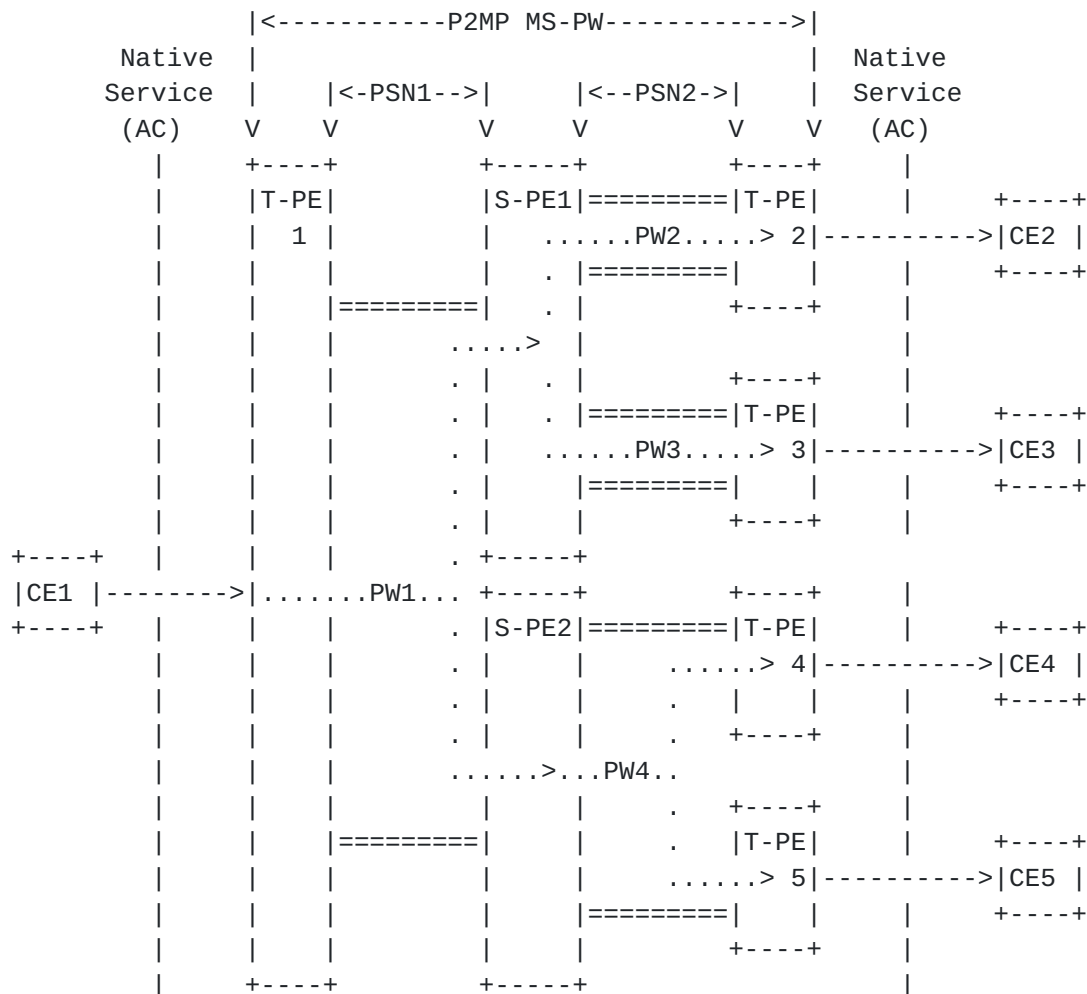 |<-----------P2MP MS-PW------------>|
Native | | Native
Service | |<-PSN1-->| |<--PSN2->| | Service
(AC) V V V V V V (AC)
| +----+ +-----+ +----+ |
| |T-PE| |S-PE1|=========|T-PE| | +----+
| | 1 | | ......PW2.....> 2|---------->|CE2 |
| | | | . |=========| | | +----+
| | |=========| . | +----+ |
| | | .....> | |
| | | . | . | +----+ |
| | | . | . |=========|T-PE| | +----+
| | | . | ......PW3.....> 3|---------->|CE3 |
| | | . | |=========| | | +----+
| | | . | | +----+ |
+----+ | | | . +-----+
|CE1 |-------->|.......PW1... +-----+ +----+ |
+----+ | | | . |S-PE2|=========|T-PE| | +----+
| | | . | | ......> 4|---------->|CE4 |
| | | . | | . | | | +----+
| | | . | | . +----+ |
| | | ......>...PW4.. |
| | | | | . +----+ |
| | |=========| | . |T-PE| | +----+
| | | | | ......> 5|---------->|CE5 |
| | | | |=========| | | +----+
| | | | | +----+ |
| +----+ +-----+ |